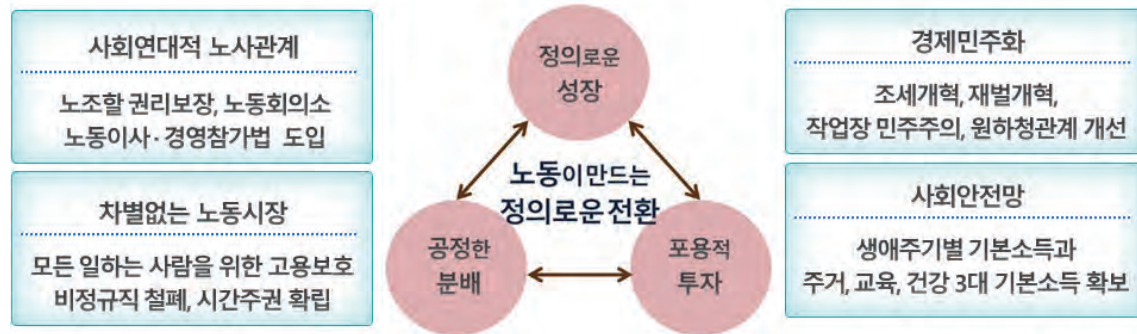 사회연대적 노사관계
노조할 권리보장, 노동회의소
노동이사·경영참가법 도입
차별없는 노동시장
모든 일하는 사람을 위한 고용보호
비정규직 철폐, 시간주권 확립
정의로운
성장
노동이 만드는
정의로운 전환
공정한
분배
포용적
투자
경제민주화
조세개혁, 재벌개혁,
작업장 민주주의, 원하청관계 개선
사회안전망
생애주기별 기본소득과
주거, 교육, 건강 3대 기본소득 확보